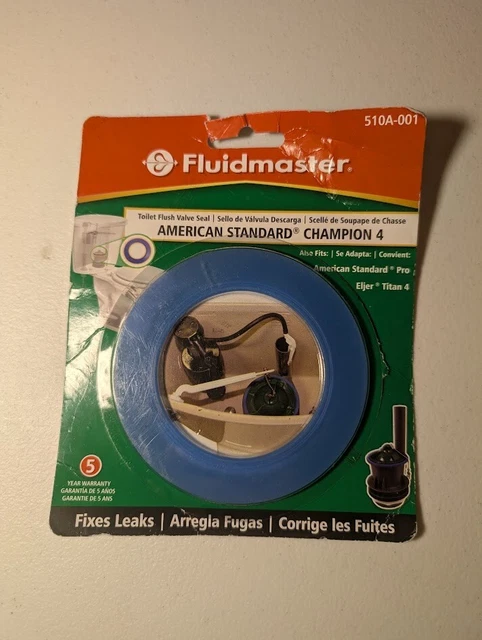 510A-001
Fluidmaster®
Toilet Flush Valve Seal | Sello de Válvula Descarga | Scellé de Soupape de Chasse
AMERICAN STANDARD® CHAMPION 4
Also Fits: | Se Adapta: | Convient:
American Standard® Pro
Eljer® Titan 4
5
YEAR WARRANTY
GARANTÍA DE 5 AÑOS
GARANTIE DE 5 ANS
Fixes Leaks | Arregla Fugas | Corrige les Fuites